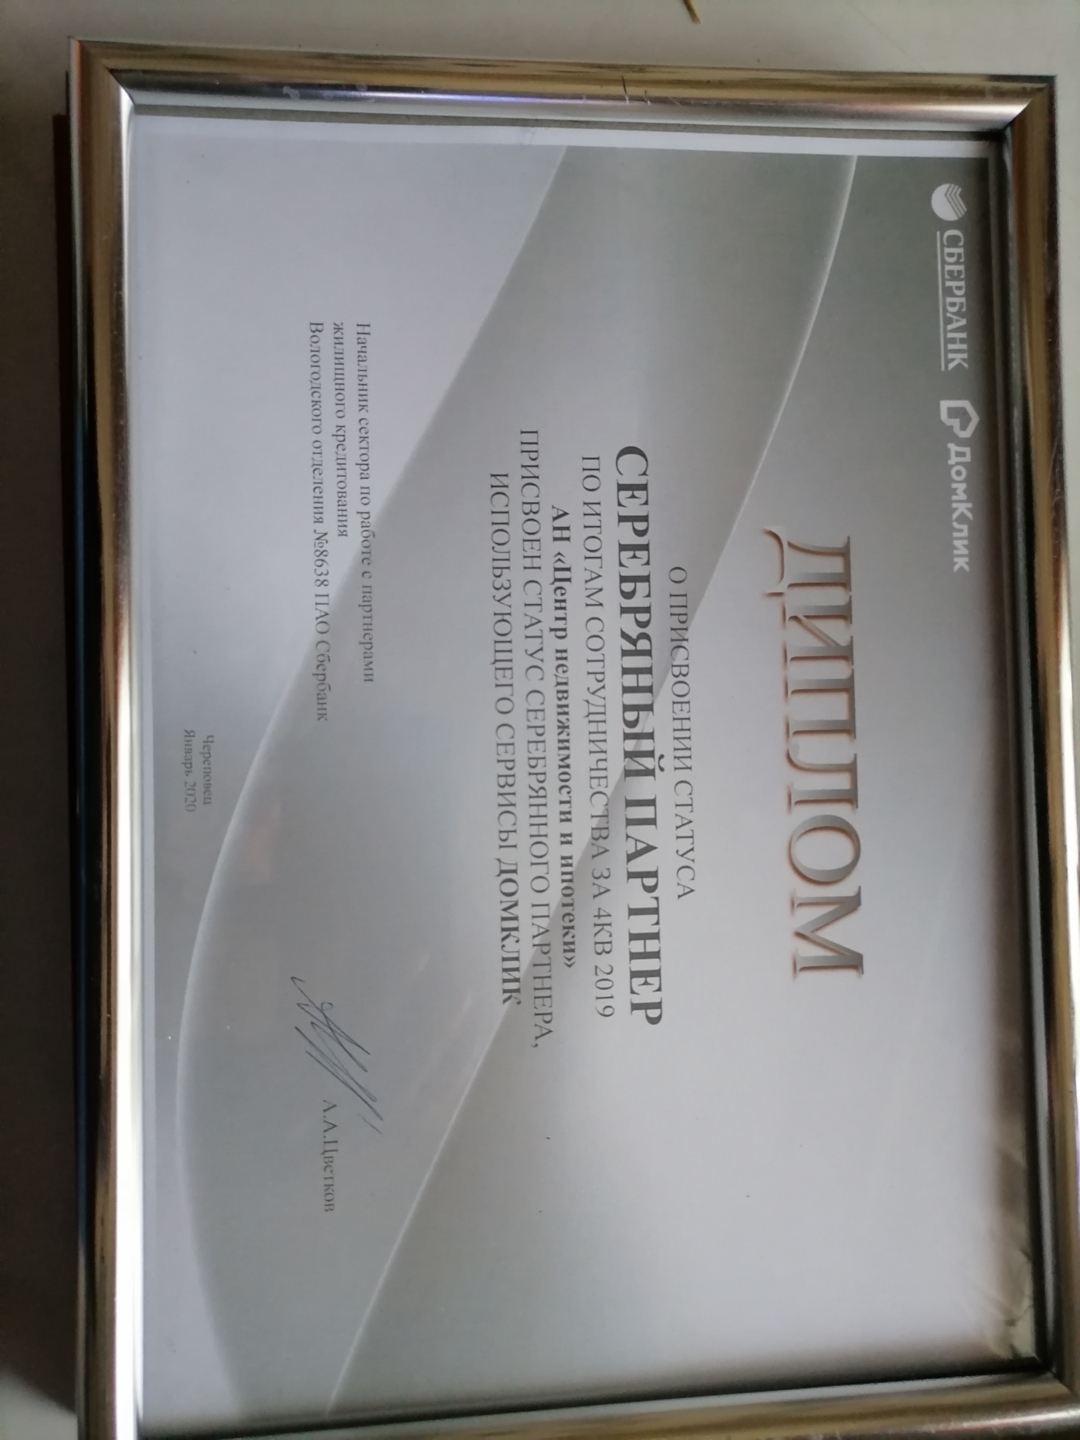 СБЕРБАНК ДомКлик
ДИПЛОМ
О ПРИСВОЕНИИ СТАТУСА
СЕРЕБРЯНЫЙ ПАРТНЕР
ПО ИТОГАМ СОТРУДНИЧЕСТВА ЗА 4КВ 2019
АН «Центр недвижимости и ипотеки»
ПРИСВОЕН СТАТУС СЕРЕБРЯННОГО ПАРТНЕРА,
ИСПОЛЬЗУЮЩЕГО СЕРВИСЫ ДОМКЛИК
Начальник сектора по работе с партнерами
жилищного кредитования
Вологодского отделения №8638 ПАО Сбербанк
А.А.Цветков
Череповец
Январь 2020